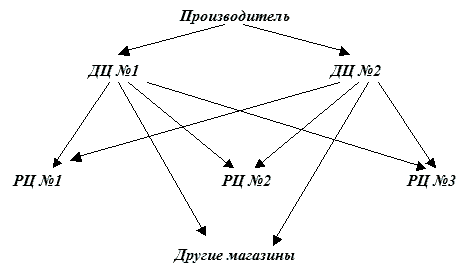 Производитель
ДЦ №1 ДЦ №2
РЦ №1 РЦ №2 РЦ №3
Другие магазины